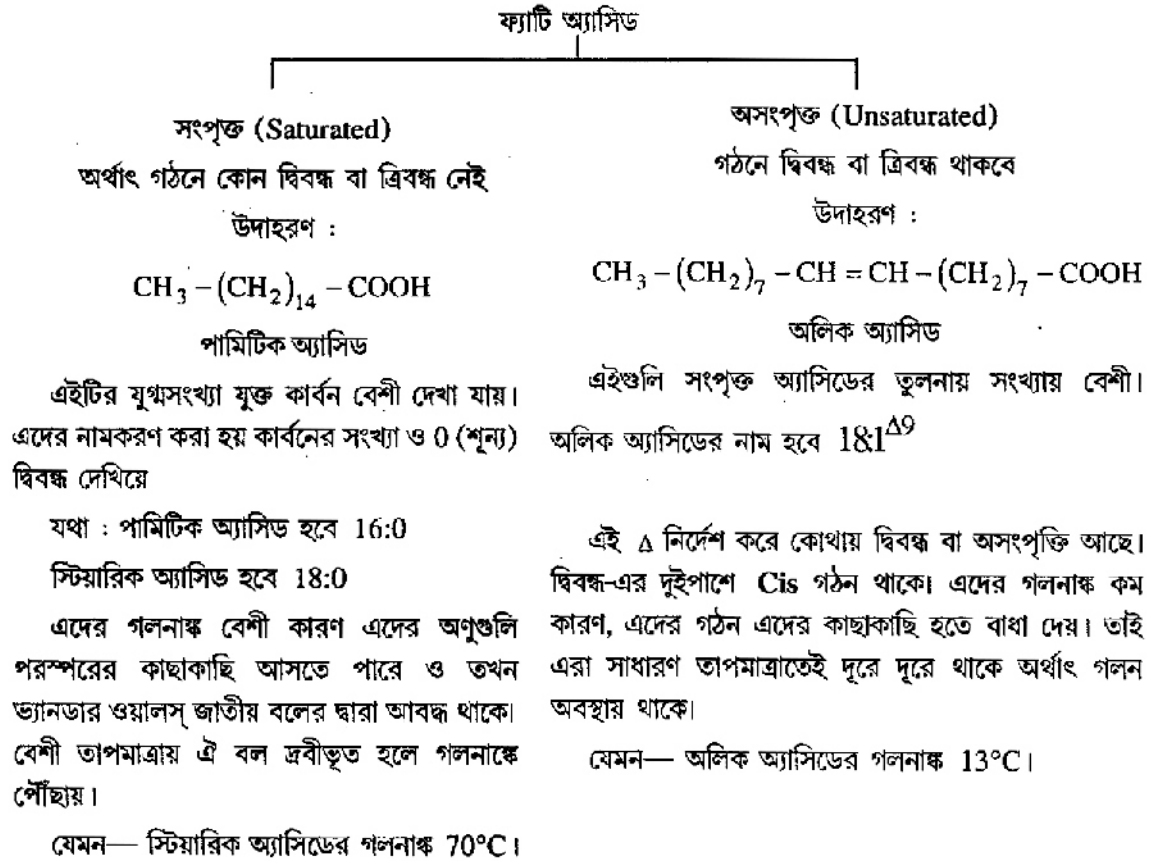 ফ্যাটি অ্যাসিড
সংপৃক্ত (Saturated)
অর্থাৎ গঠনে কোন দ্বিবন্ধ বা ত্রিবন্ধ নেই
উদাহরণ :
CH₃ – (CH₂)₁₄ – COOH
পামিটিক অ্যাসিড
এইটির যুগ্মসংখ্যা যুক্ত কার্বন বেশী দেখা যায়।
এদের নামকরণ করা হয় কার্বনের সংখ্যা ও 0 (শূন্য)
দ্বিবন্ধ দেখিয়ে
যথা : পামিটিক অ্যাসিড হবে 16:0
স্টিয়ারিক অ্যাসিড হবে 18:0
এদের গলনাঙ্ক বেশী কারণ এদের অণুগুলি
পরস্পরের কাছাকাছি আসতে পারে ও তখন
ভ্যানডার ওয়ালস্ জাতীয় বলের দ্বারা আবদ্ধ থাকে।
বেশী তাপমাত্রায় ঐ বল দ্রবীভূত হলে গলনাঙ্কে
পৌঁছায়।
যেমন— স্টিয়ারিক অ্যাসিডের গলনাঙ্ক 70°C।
অসংপৃক্ত (Unsaturated)
গঠনে দ্বিবন্ধ বা ত্রিবন্ধ থাকবে
উদাহরণ :
CH₃ – (CH₂)₇ – CH = CH – (CH₂)₇ – COOH
অলিক অ্যাসিড
এইগুলি সংপৃক্ত অ্যাসিডের তুলনায় সংখ্যায় বেশী।
অলিক অ্যাসিডের নাম হবে 18:1^Δ9
এই Δ নির্দেশ করে কোথায় দ্বিবন্ধ বা অসংপৃক্তি আছে।
দ্বিবন্ধ-এর দুইপাশে Cis গঠন থাকে। এদের গলনাঙ্ক কম
কারণ, এদের গঠন এদের কাছাকাছি হতে বাধা দেয়। তাই
এরা সাধারণ তাপমাত্রাতেই দূরে দূরে থাকে অর্থাৎ গলন
অবস্থায় থাকে।
যেমন— অলিক অ্যাসিডের গলনাঙ্ক 13°C।